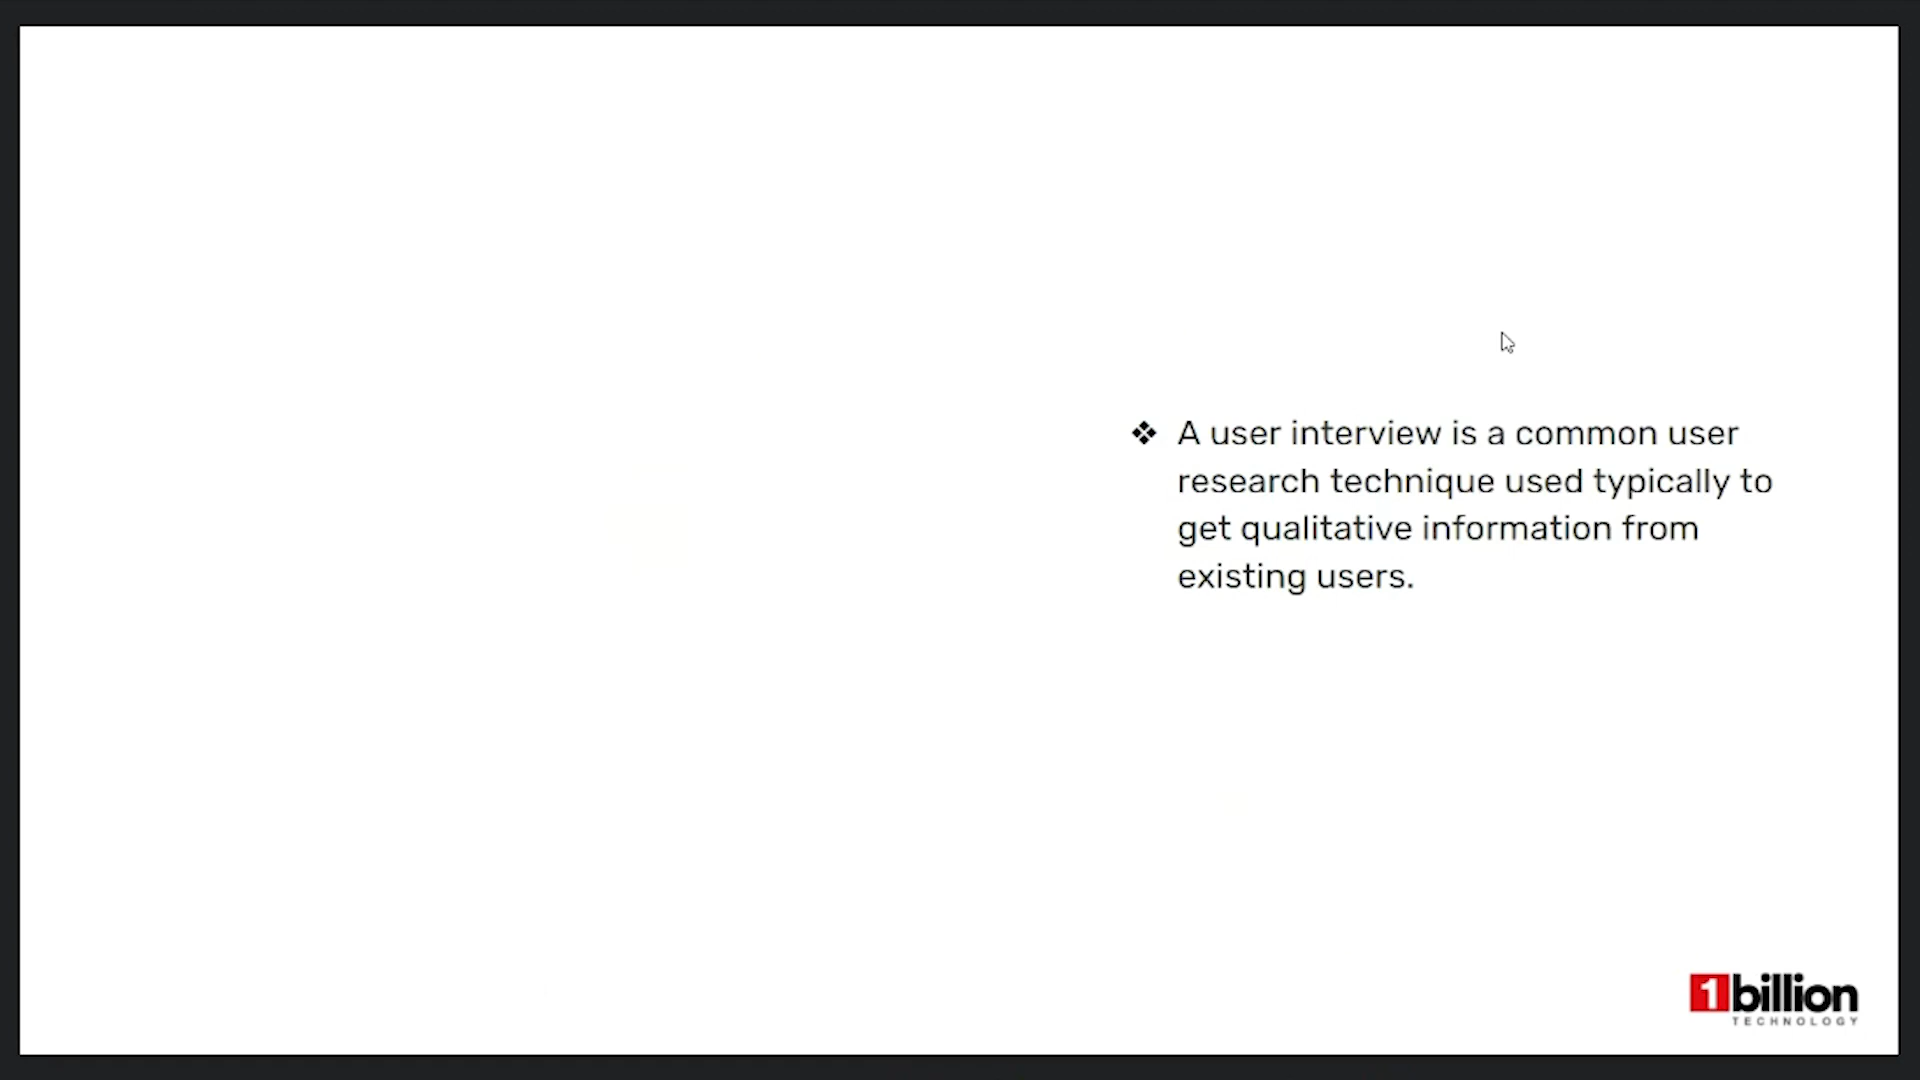 ❖ A user interview is a common user
research technique used typically to
get qualitative information from
existing users.
1billion
TECHNOLOGY